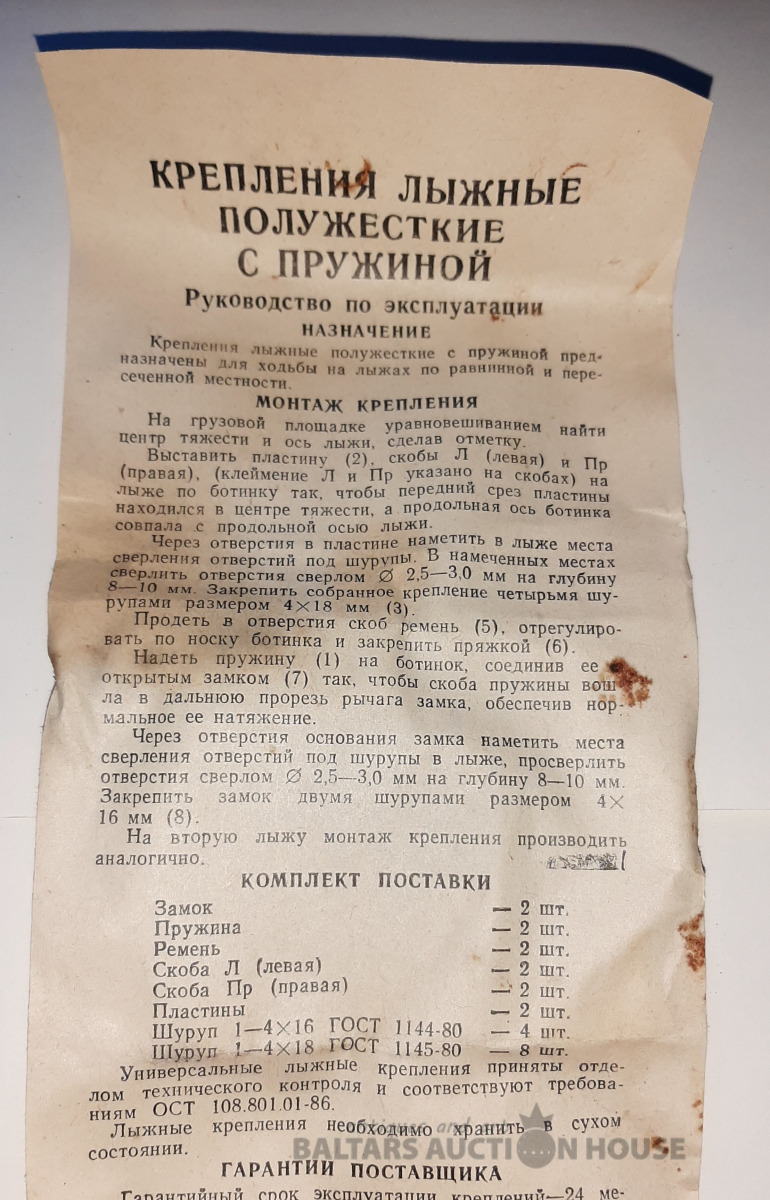 КРЕПЛЕНИЯ ЛЫЖНЫЕ
ПОЛУЖЕСТКИЕ
С ПРУЖИНОЙ
Руководство по эксплуатации
НАЗНАЧЕНИЕ
Крепления лыжные полужесткие с пружиной пред-
назначены для ходьбы на лыжах по равнинной и пере-
сеченной местности.
МОНТАЖ КРЕПЛЕНИЯ
На грузовой площадке уравновешиванием найти
центр тяжести и ось лыжи, сделав отметку.
Выставить пластину (2), скобы Л (левая) и Пр
(правая), (клеймение Л и Пр указано на скобах) на
лыже по ботинку так, чтобы передний срез пластины
находился в центре тяжести, а продольная ось ботинка
совпала с продольной осью лыжи.
Через отверстия в пластине наметить в лыже места
сверления отверстий под шурупы. В намеченных местах
сверлить отверстия сверлом ∅ 2,5—3,0 мм на глубину
8—10 мм. Закрепить собранное крепление четырьмя шу-
рупами размером 4×18 мм (3).
Продеть в отверстия скоб ремень (5), отрегулиро-
вать по носку ботинка и закрепить пряжкой (6).
Надеть пружину (1) на ботинок, соединив ее с
открытым замком (7) так, чтобы скоба пружины вош
ла в дальнюю прорезь рычага замка, обеспечив нор-
мальное ее натяжение.
Через отверстия основания замка наметить места
сверления отверстий под шурупы в лыже, просверлить
отверстия сверлом ∅ 2,5—3,0 мм на глубину 8—10 мм.
Закрепить замок двумя шурупами размером 4×
16 мм (8).
На вторую лыжу монтаж крепления производить
аналогично.
КОМПЛЕКТ ПОСТАВКИ
Замок — 2 шт.
Пружина — 2 шт.
Ремень — 2 шт.
Скоба Л (левая) — 2 шт.
Скоба Пр (правая) — 2 шт.
Пластины — 2 шт.
Шуруп 1—4×16 ГОСТ 1144-80 — 4 шт.
Шуруп 1—4×18 ГОСТ 1145-80 — 8 шт.
Универсальные лыжные крепления приняты отде-
лом технического контроля и соответствуют требова-
ниям ОСТ 108.801.01-86.
Лыжные крепления необходимо хранить в сухом
состоянии.
BALTARS AUCTION HOUSE
ГАРАНТИИ ПОСТАВЩИКА
Гарантийный срок эксплуатации креплений—24 ме-